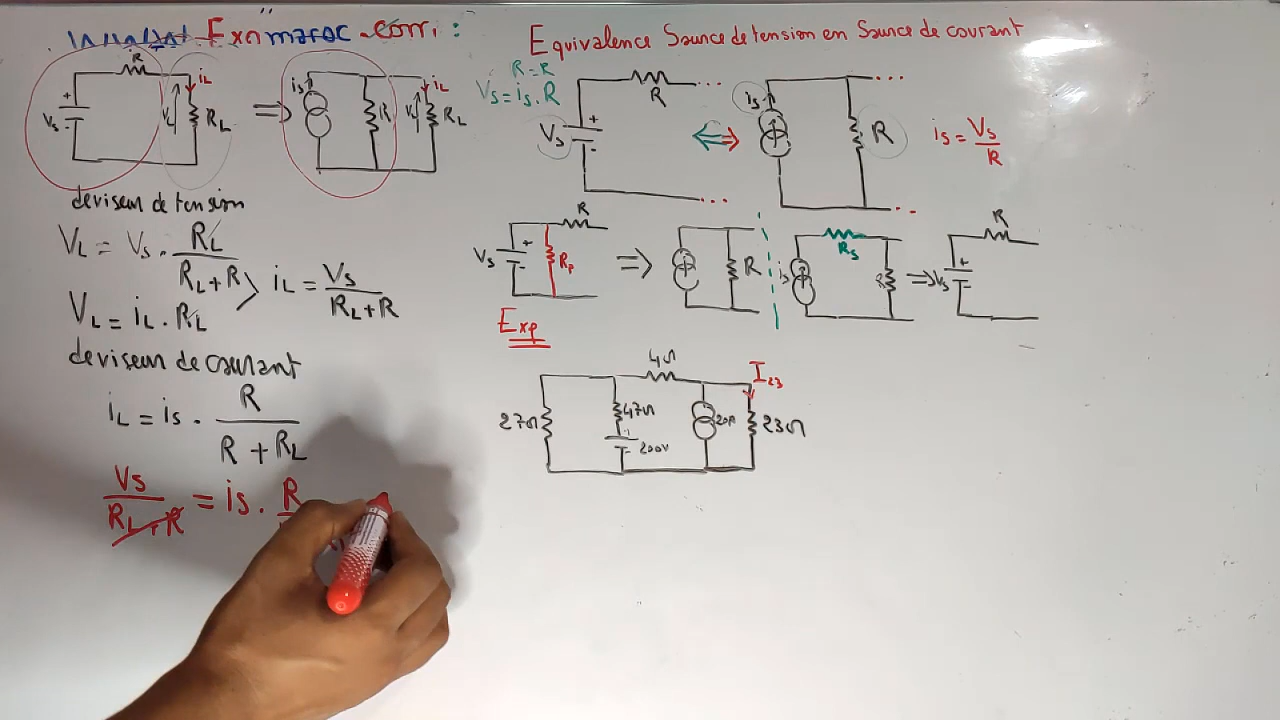 Exomaroc.com :
Equivalence Source de tension en Source de courant
R
iL
Vs
+
-
VL
RL
is
R
iL
VL
RL
R = R
Vs = is . R
Vs
+
-
R
...
...
is
R
...
...
is = Vs / R
deviseur de tension
VL = Vs . RL / RL + R
VL = iL . RL
iL = Vs / RL + R
Vs
+
-
R
Rp
R
is
Rs
R
Vs
+
-
R
Exp
27Ω
47Ω
200V
4Ω
20A
I23
23Ω
deviseur de courant
iL = is . R / R + RL
Vs / RL + R = is . R